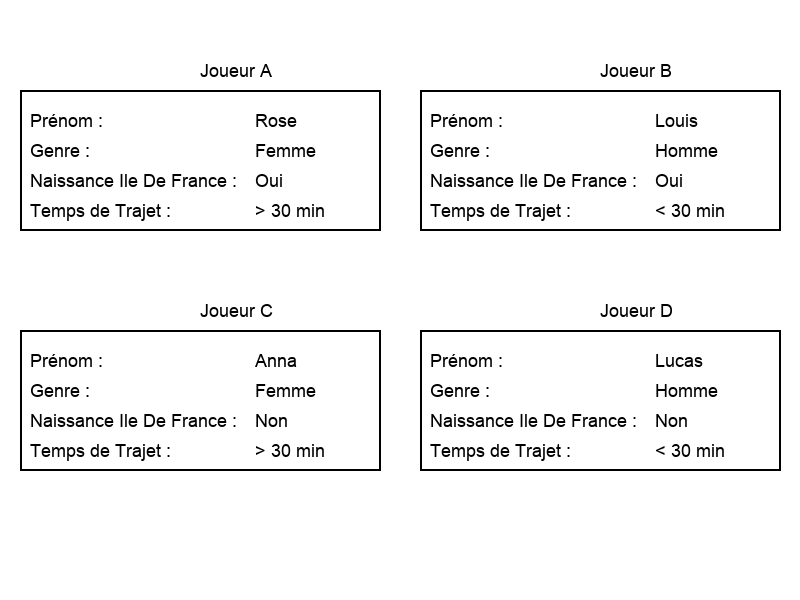 Joueur A
Prénom : Rose
Genre : Femme
Naissance Ile De France : Oui
Temps de Trajet : > 30 min
Joueur B
Prénom : Louis
Genre : Homme
Naissance Ile De France : Oui
Temps de Trajet : < 30 min
Joueur C
Prénom : Anna
Genre : Femme
Naissance Ile De France : Non
Temps de Trajet : > 30 min
Joueur D
Prénom : Lucas
Genre : Homme
Naissance Ile De France : Non
Temps de Trajet : < 30 min